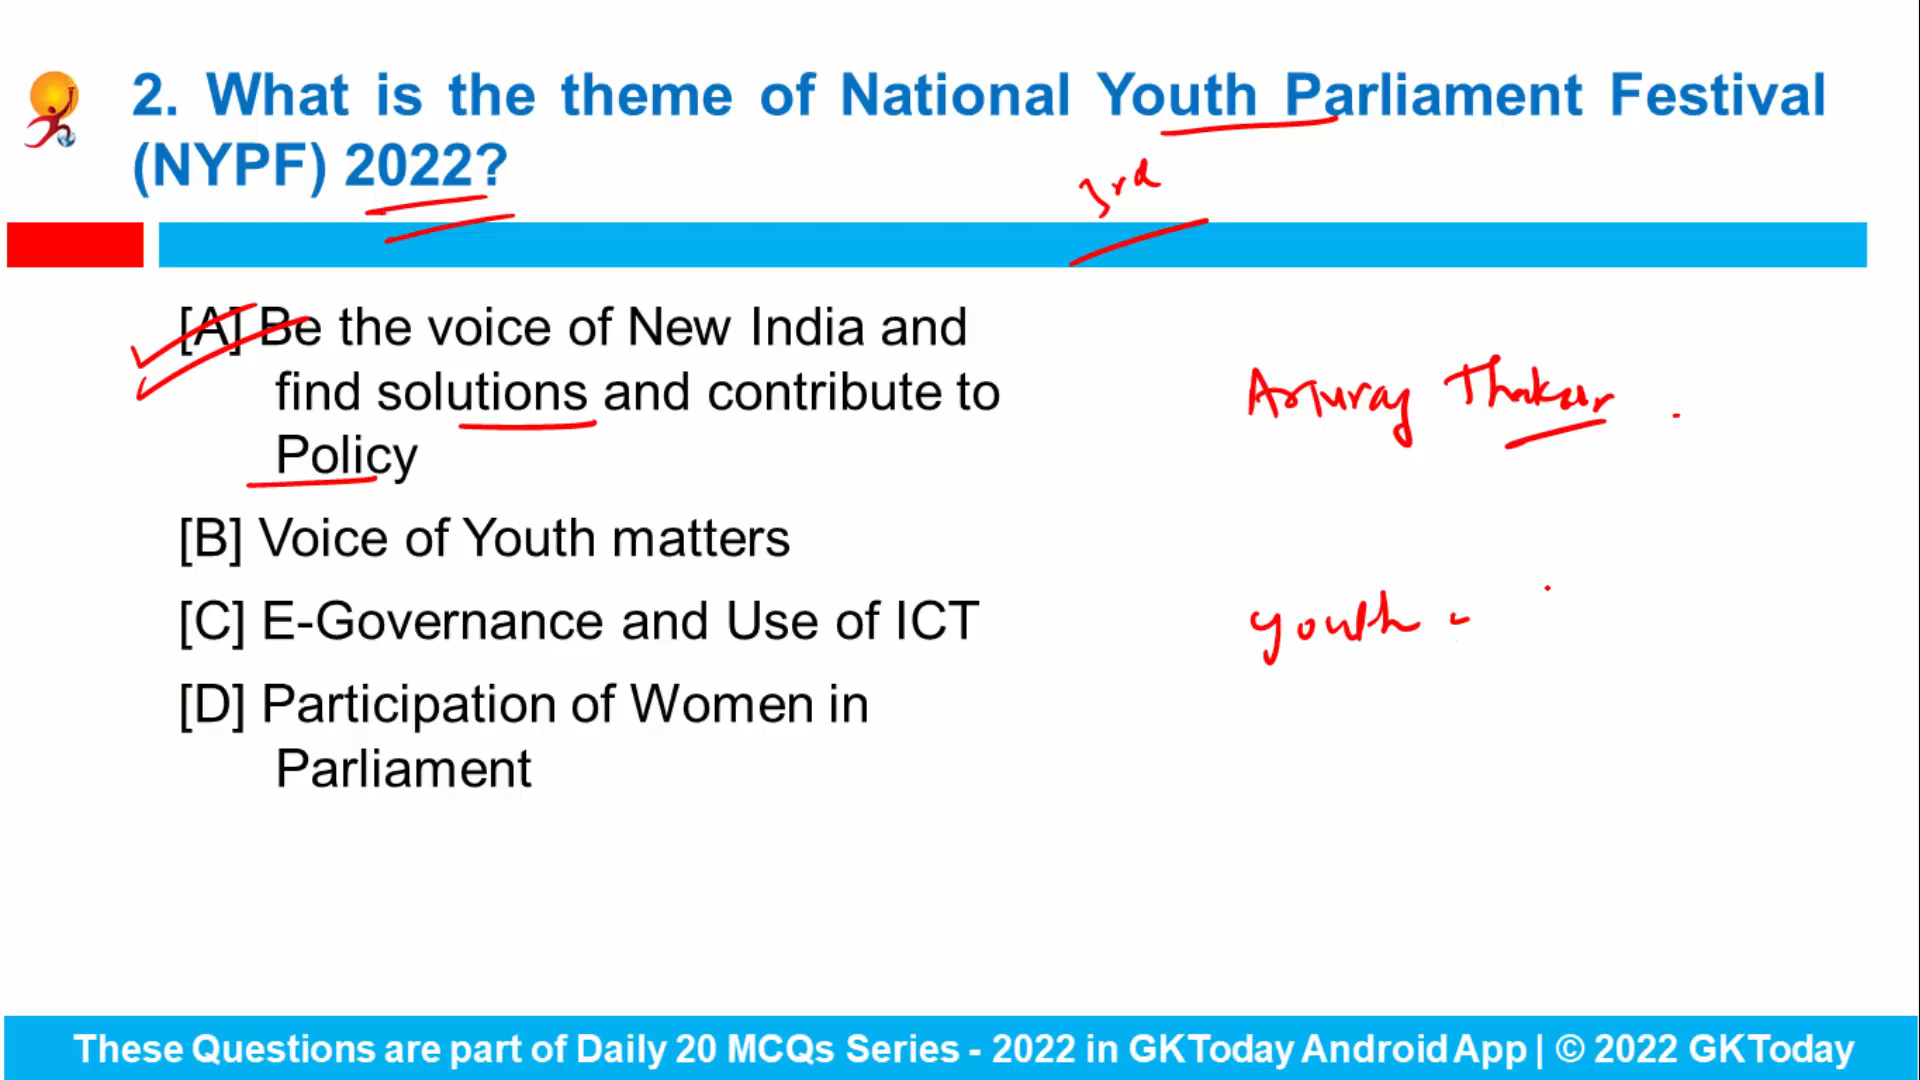 2. What is the theme of National Youth Parliament Festival
(NYPF) 2022?
3rd
[A] Be the voice of New India and
find solutions and contribute to
Policy
Thakur
[B] Voice of Youth matters
[C] E-Governance and Use of ICT
youth -
[D] Participation of Women in
Parliament
These Questions are part of Daily 20 MCQs Series - 2022 in GKToday Android App | © 2022 GKToday